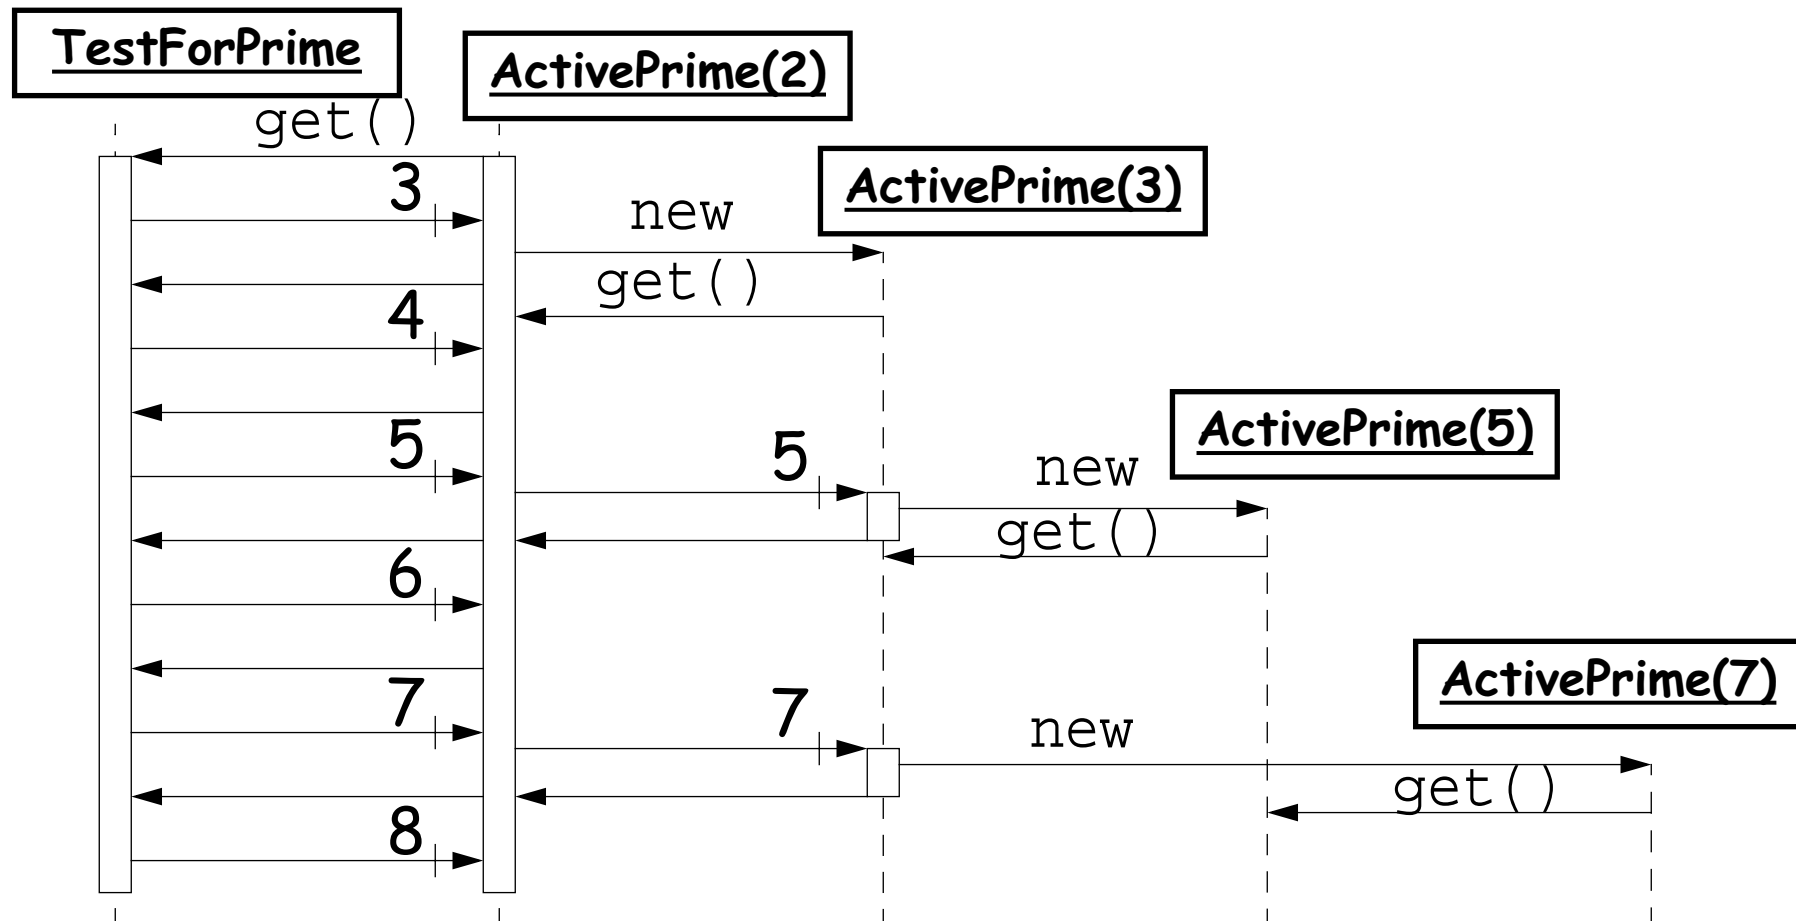 TestForPrime
ActivePrime(2)
get()
3
ActivePrime(3)
new
get()
4
ActivePrime(5)
5
5
new
get()
6
ActivePrime(7)
7
7
new
get()
8